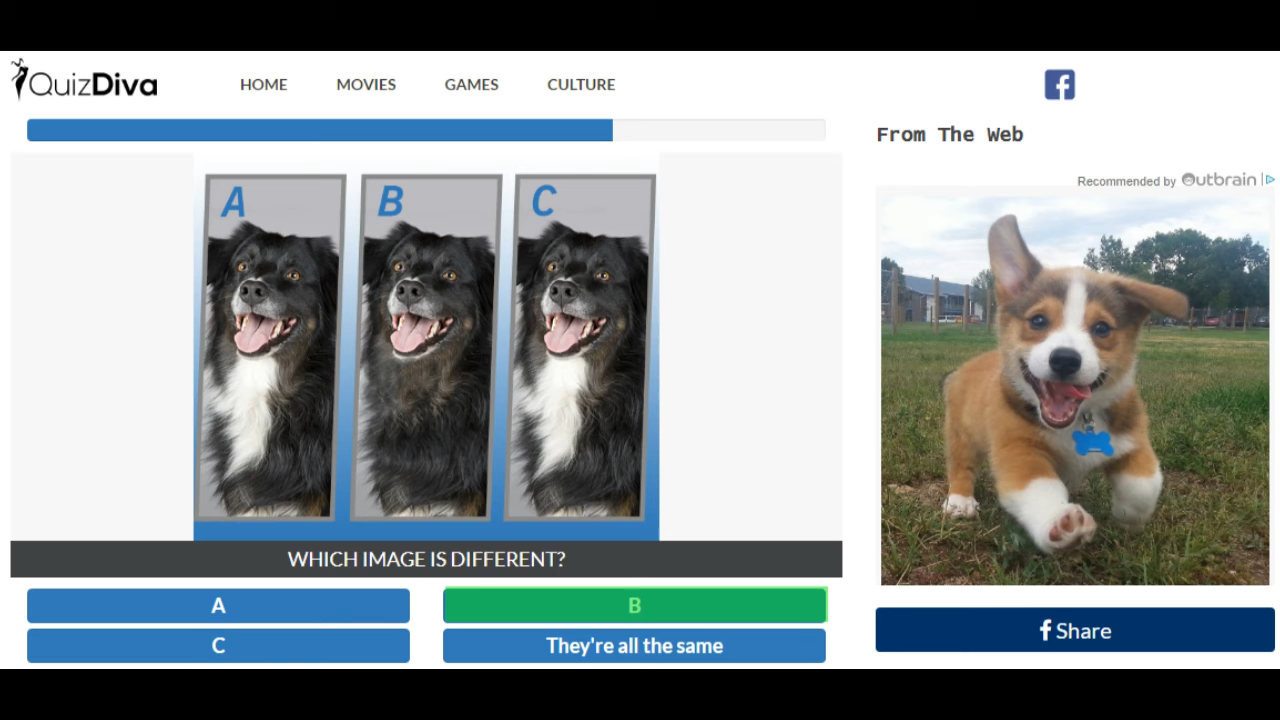 QuizDiva
HOME MOVIES GAMES CULTURE
From The Web
Recommended by Outbrain
A B C
WHICH IMAGE IS DIFFERENT?
A B
C They're all the same
Share